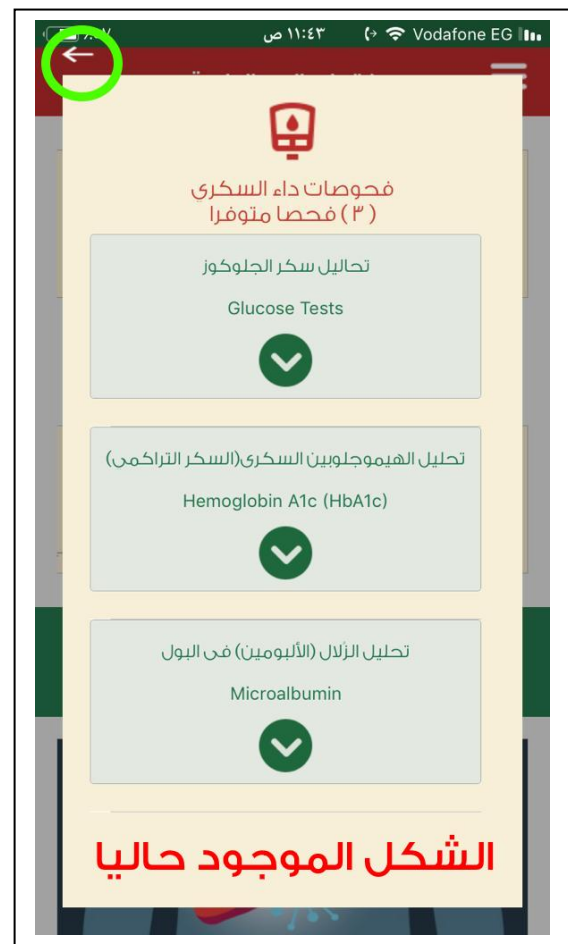 ١١:٤٣ ص
Vodafone EG
فحوصات داء السكري
( ٣ ) فحصا متوفرا
تحاليل سكر الجلوكوز
Glucose Tests
تحليل الهيموجلوبين السكرى(السكر التراكمى)
Hemoglobin A1c (HbA1c)
تحليل الزلال (الألبومين) فى البول
Microalbumin
الشكل الموجود حاليا